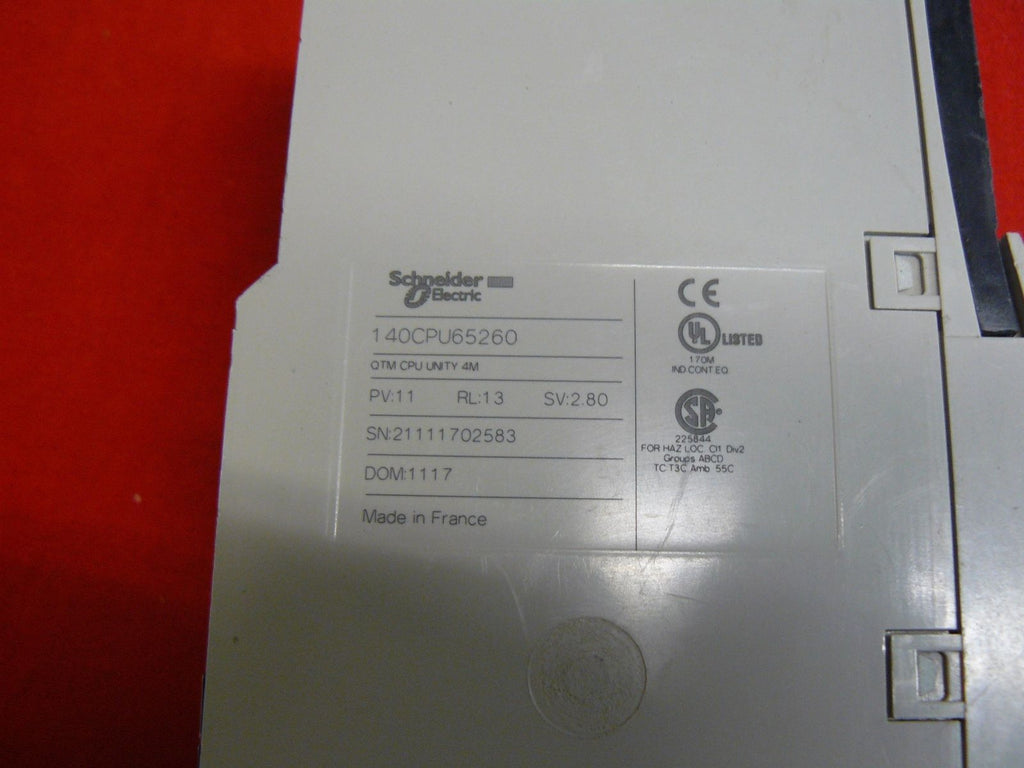 Schneider
Electric
140CPU65260
QTM CPU UNITY 4M
PV:11 RL:13 SV:2.80
SN:21111702583
DOM:1117
Made in France
CE
UL LISTED
170M
IND.CONT.EQ.
SA
225844
FOR HAZ LOC Cl1 Div2
Groups ABCD
TC T3C Amb 55C